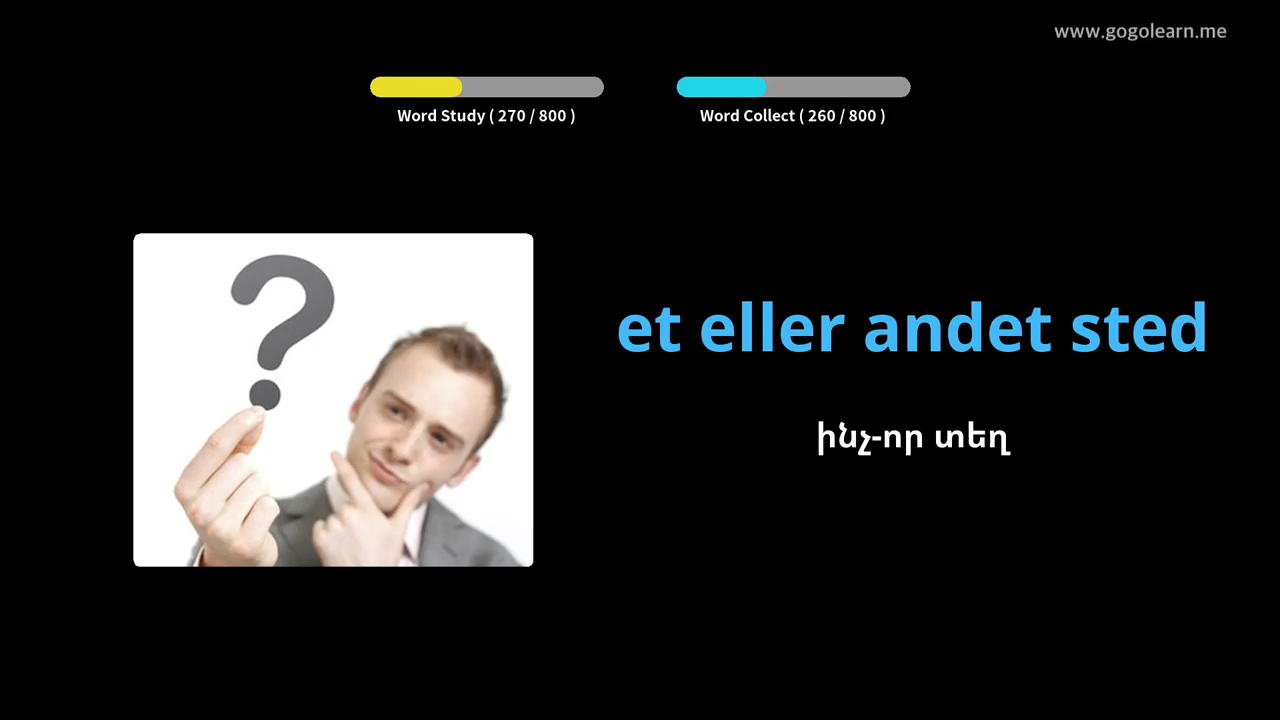 www.gogolearn.me
Word Study ( 270 / 800 )
Word Collect ( 260 / 800 )
et eller andet sted
ինչ-որ տեղ